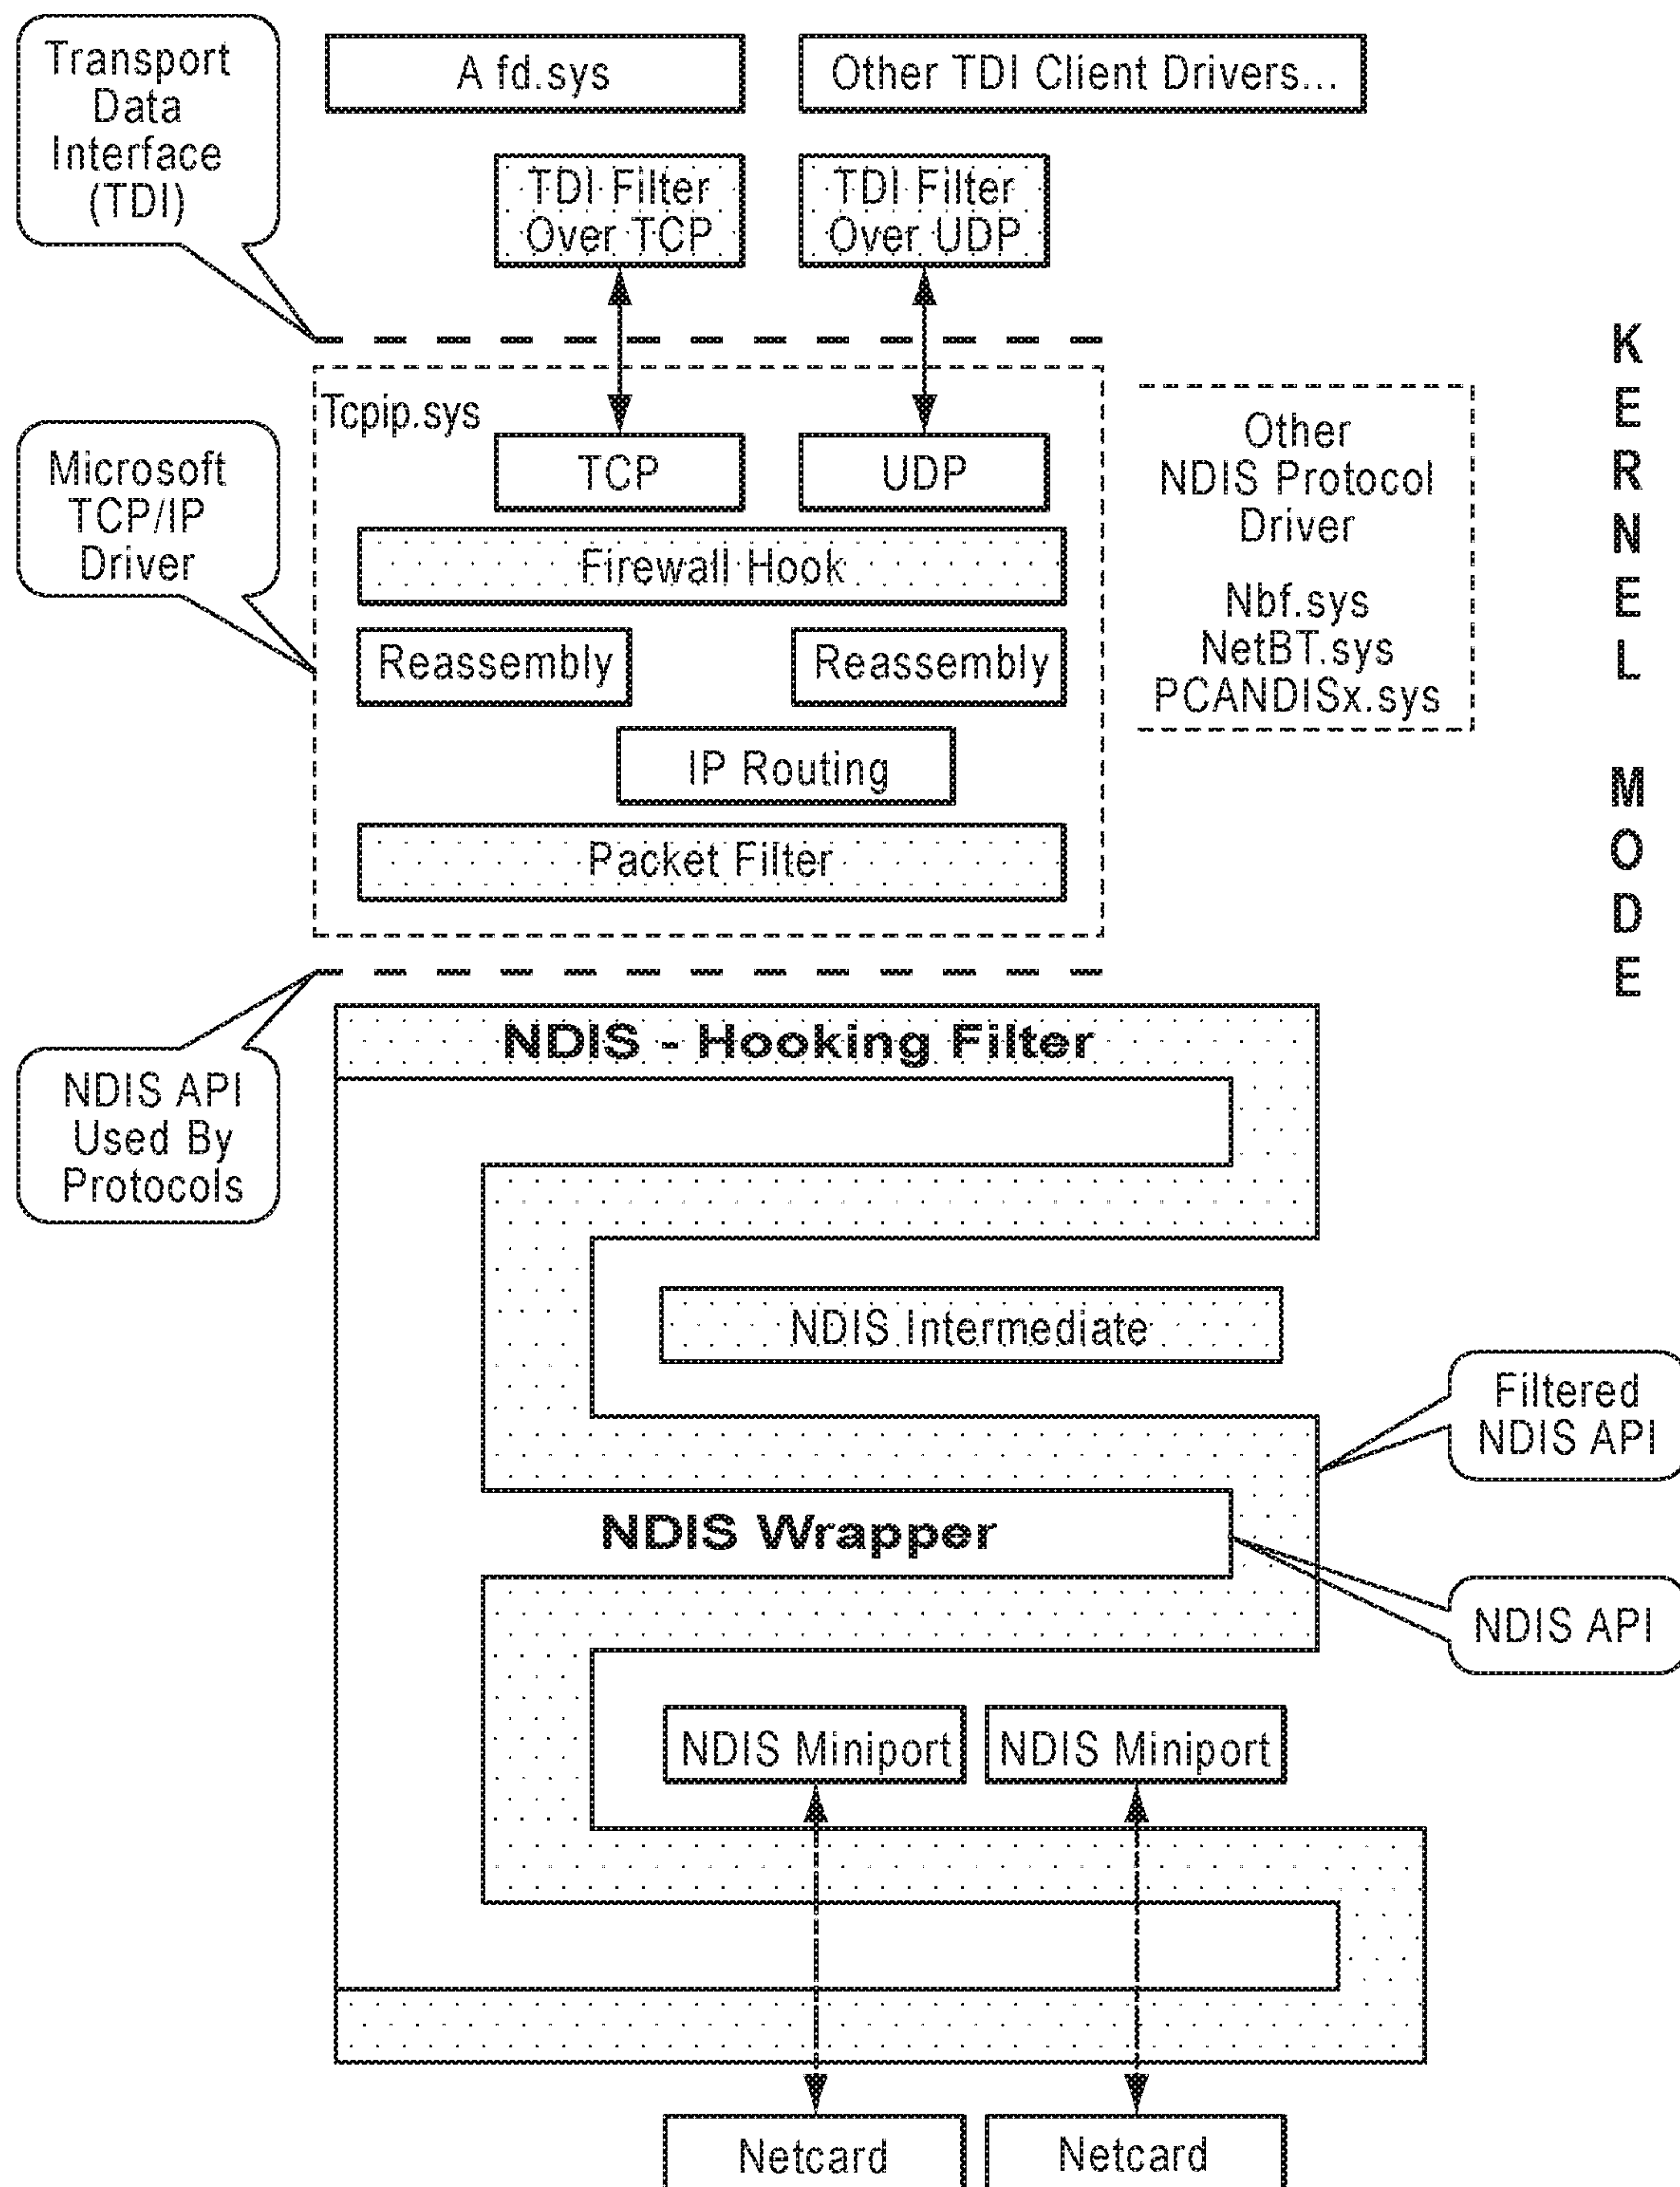 Transport
Data
Interface
(TDI)
A fd.sys
Other TDI Client Drivers...
TDI Filter
Over TCP
TDI Filter
Over UDP
Tcpip.sys
TCP
UDP
Microsoft
TCP/IP
Driver
Firewall Hook
Reassembly
Reassembly
IP Routing
Packet Filter
Other
NDIS Protocol
Driver
Nbf.sys
NetBT.sys
PCANDISx.sys
K
E
R
N
E
L
M
O
D
E
NDIS - Hooking Filter
NDIS API
Used By
Protocols
NDIS Intermediate
Filtered
NDIS API
NDIS Wrapper
NDIS API
NDIS Miniport
NDIS Miniport
Netcard
Netcard